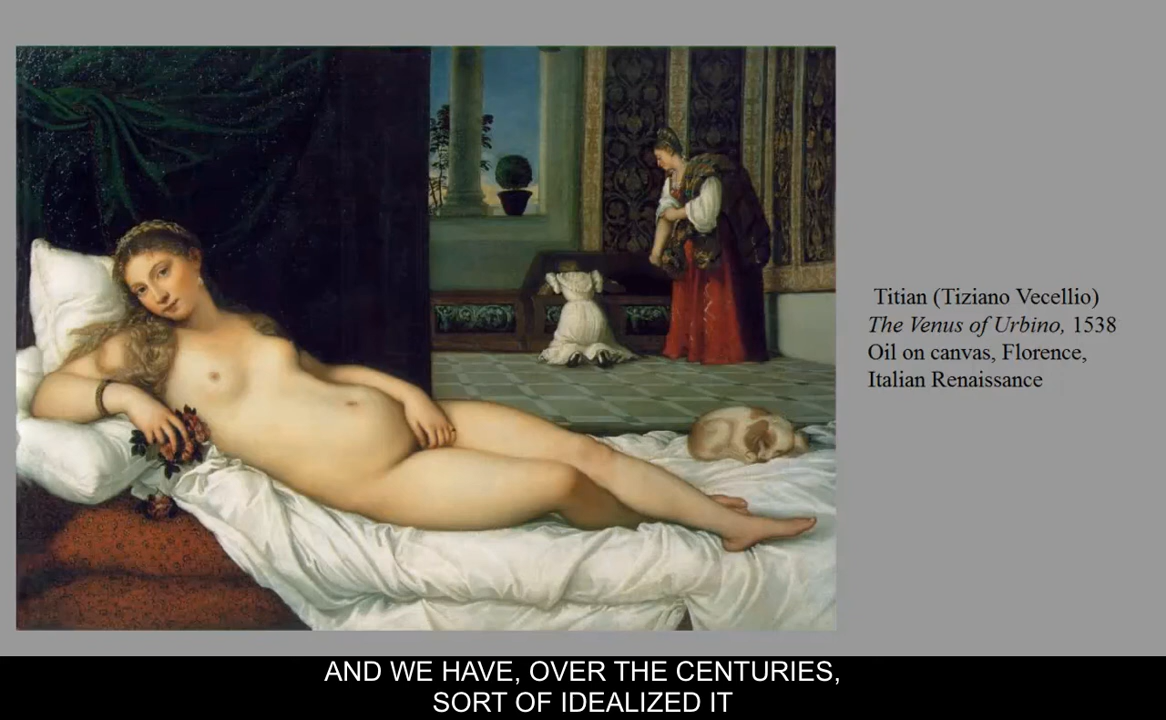 Titian (Tiziano Vecellio)
The Venus of Urbino, 1538
Oil on canvas, Florence,
Italian Renaissance
AND WE HAVE, OVER THE CENTURIES,
SORT OF IDEALIZED IT